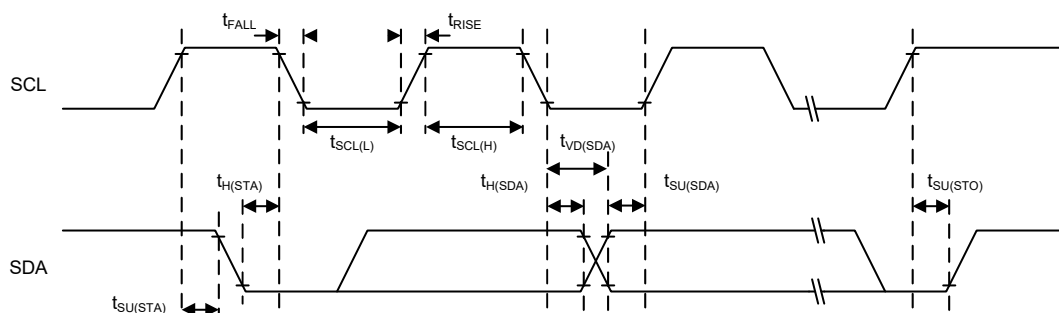 tFALL
tRISE
SCL
tSCL(L)
tSCL(H)
tVD(SDA)
tH(STA)
tH(SDA)
tSU(SDA)
tSU(STO)
SDA
tSU(STA)